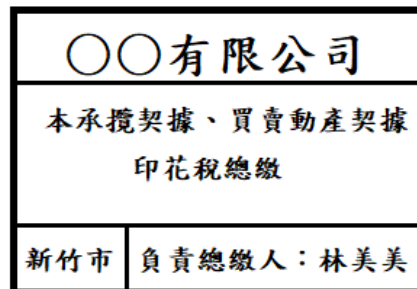 ○○有限公司
本承攬契據、買賣動產契據
印花稅總繳
新竹市
負責總繳人：林美美